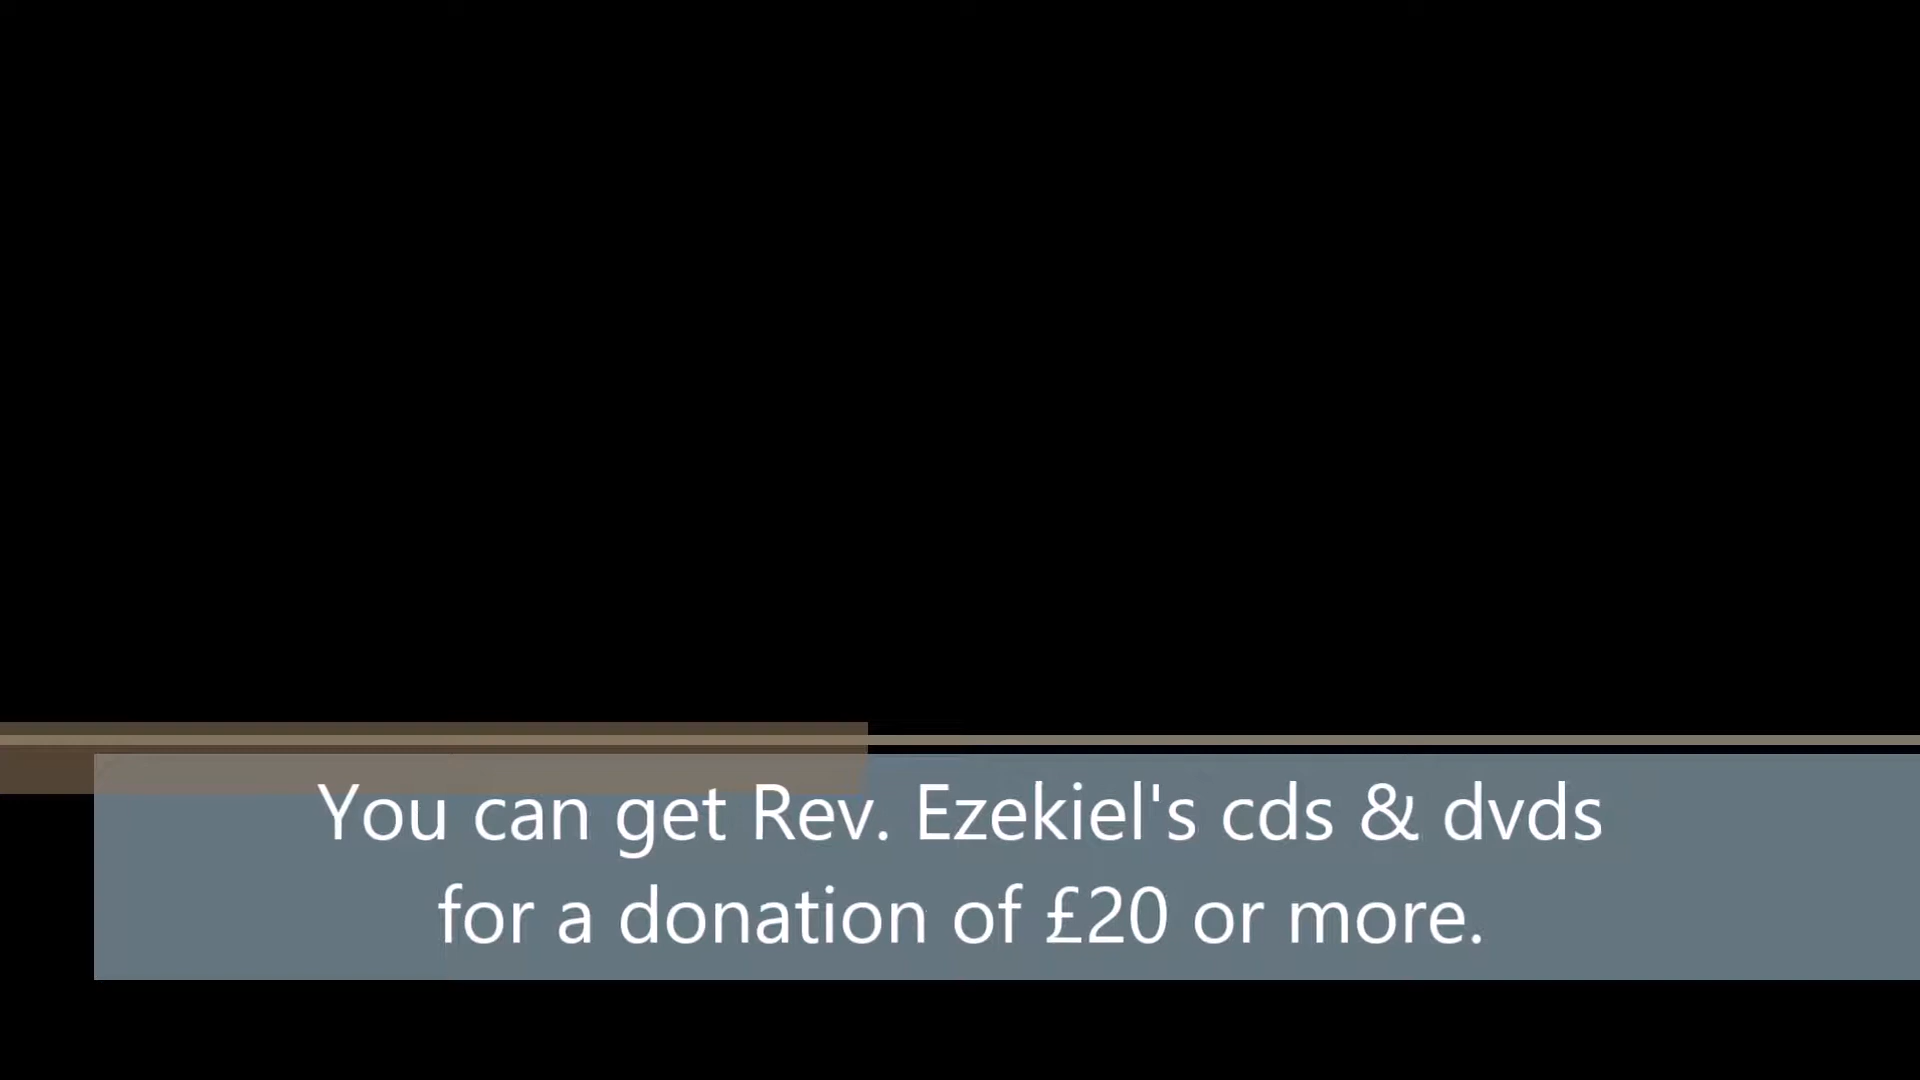 You can get Rev. Ezekiel's cds & dvds
for a donation of £20 or more.